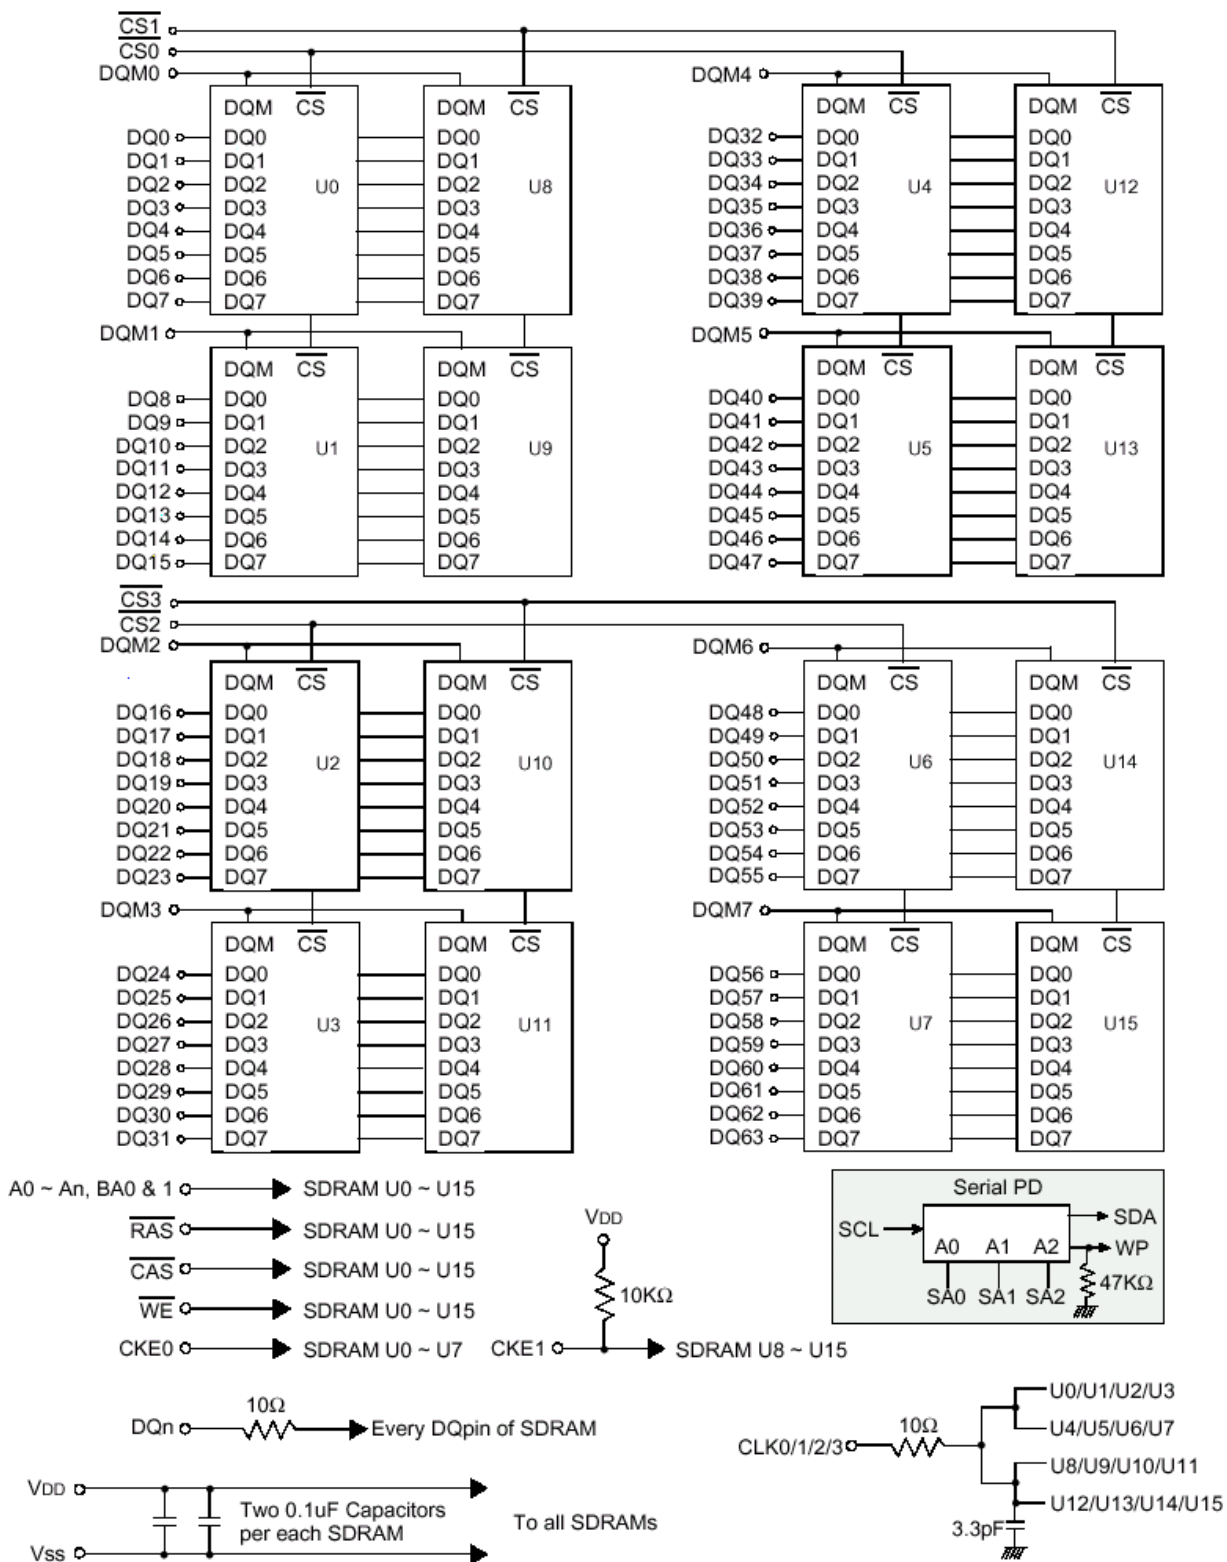 CS1
CS0
DQM0 DQM4
DQM CS DQM CS DQM CS DQM CS
DQ0 DQ0 DQ0 DQ32 DQ0 DQ0
DQ1 DQ1 DQ1 DQ33 DQ1 DQ1
DQ2 DQ2 U0 DQ2 U8 DQ34 DQ2 U4 DQ2 U12
DQ3 DQ3 DQ3 DQ35 DQ3 DQ3
DQ4 DQ4 DQ4 DQ36 DQ4 DQ4
DQ5 DQ5 DQ5 DQ37 DQ5 DQ5
DQ6 DQ6 DQ6 DQ38 DQ6 DQ6
DQ7 DQ7 DQ7 DQ39 DQ7 DQ7
DQM1 DQM5
DQM CS DQM CS DQM CS DQM CS
DQ8 DQ0 DQ0 DQ40 DQ0 DQ0
DQ9 DQ1 DQ1 DQ41 DQ1 DQ1
DQ10 DQ2 U1 DQ2 U9 DQ42 DQ2 U5 DQ2 U13
DQ11 DQ3 DQ3 DQ43 DQ3 DQ3
DQ12 DQ4 DQ4 DQ44 DQ4 DQ4
DQ13 DQ5 DQ5 DQ45 DQ5 DQ5
DQ14 DQ6 DQ6 DQ46 DQ6 DQ6
DQ15 DQ7 DQ7 DQ47 DQ7 DQ7
CS3
CS2
DQM2 DQM6
DQM CS DQM CS DQM CS DQM CS
DQ16 DQ0 DQ0 DQ48 DQ0 DQ0
DQ17 DQ1 DQ1 DQ49 DQ1 DQ1
DQ18 DQ2 U2 DQ2 U10 DQ50 DQ2 U6 DQ2 U14
DQ19 DQ3 DQ3 DQ51 DQ3 DQ3
DQ20 DQ4 DQ4 DQ52 DQ4 DQ4
DQ21 DQ5 DQ5 DQ53 DQ5 DQ5
DQ22 DQ6 DQ6 DQ54 DQ6 DQ6
DQ23 DQ7 DQ7 DQ55 DQ7 DQ7
DQM3 DQM7
DQM CS DQM CS DQM CS DQM CS
DQ24 DQ0 DQ0 DQ56 DQ0 DQ0
DQ25 DQ1 DQ1 DQ57 DQ1 DQ1
DQ26 DQ2 U3 DQ2 U11 DQ58 DQ2 U7 DQ2 U15
DQ27 DQ3 DQ3 DQ59 DQ3 DQ3
DQ28 DQ4 DQ4 DQ60 DQ4 DQ4
DQ29 DQ5 DQ5 DQ61 DQ5 DQ5
DQ30 DQ6 DQ6 DQ62 DQ6 DQ6
DQ31 DQ7 DQ7 DQ63 DQ7 DQ7
A0 ~ An, BA0 & 1 SDRAM U0 ~ U15
RAS SDRAM U0 ~ U15
CAS SDRAM U0 ~ U15
WE SDRAM U0 ~ U15
CKE0 SDRAM U0 ~ U7
VDD
10KΩ
CKE1 SDRAM U8 ~ U15
Serial PD
SCL SDA
A0 A1 A2 WP
SA0 SA1 SA2 47KΩ
10Ω
DQn Every DQpin of SDRAM
VDD
Two 0.1uF Capacitors
per each SDRAM
To all SDRAMs
Vss
U0/U1/U2/U3
10Ω
U4/U5/U6/U7
CLK0/1/2/3
U8/U9/U10/U11
U12/U13/U14/U15
3.3pF